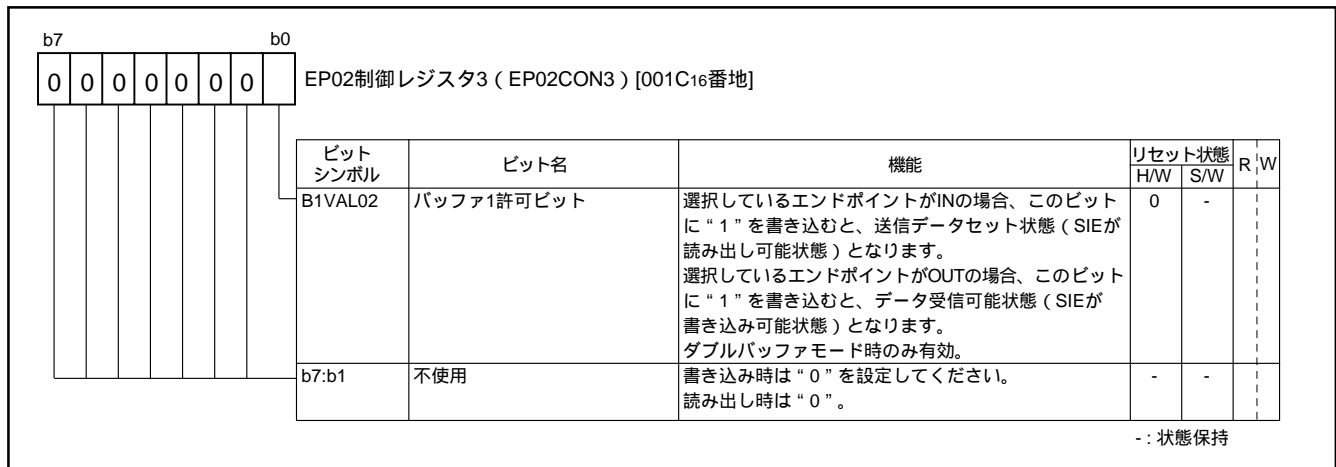 b7 b0
0 0 0 0 0 0 0 EP02制御レジスタ3（EP02CON3）[001C16番地]
ビット シンボル ビット名 機能 リセット状態 H/W S/W R W
B1VAL02 バッファ1許可ビット 選択しているエンドポイントがINの場合、このビット 0 -
に“1”を書き込むと、送信データセット状態（SIEが
読み出し可能状態）となります。
選択しているエンドポイントがOUTの場合、このビット
に“1”を書き込むと、データ受信可能状態（SIEが
書き込み可能状態）となります。
ダブルバッファモード時のみ有効。
b7:b1 不使用 書き込み時は“0”を設定してください。 - -
読み出し時は“0”。
- : 状態保持